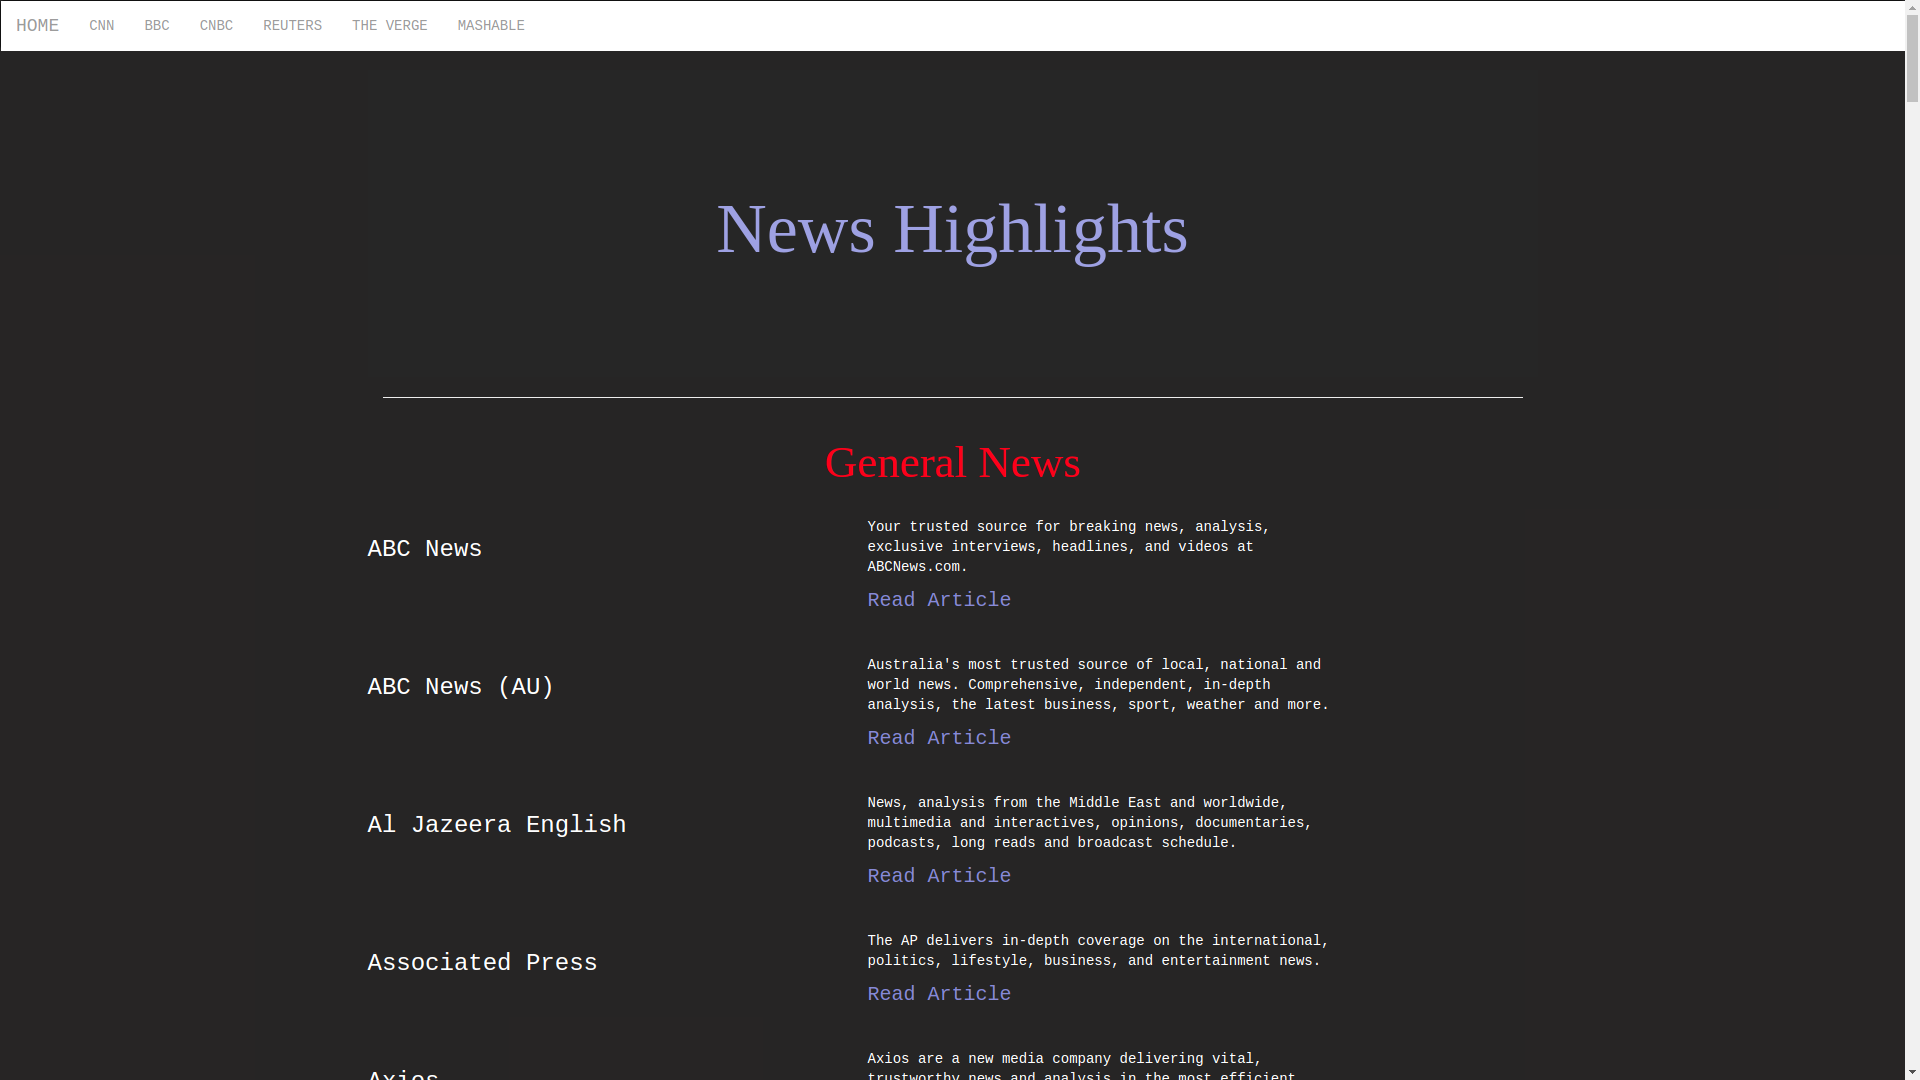 HOME CNN BBC CNBC REUTERS THE VERGE MASHABLE
News Highlights
General News
ABC News
Your trusted source for breaking news, analysis,
exclusive interviews, headlines, and videos at
ABCNews.com.
Read Article
ABC News (AU)
Australia's most trusted source of local, national and
world news. Comprehensive, independent, in-depth
analysis, the latest business, sport, weather and more.
Read Article
Al Jazeera English
News, analysis from the Middle East and worldwide,
multimedia and interactives, opinions, documentaries,
podcasts, long reads and broadcast schedule.
Read Article
Associated Press
The AP delivers in-depth coverage on the international,
politics, lifestyle, business, and entertainment news.
Read Article
Axios
Axios are a new media company delivering vital,
trustworthy news and analysis in the most efficient,